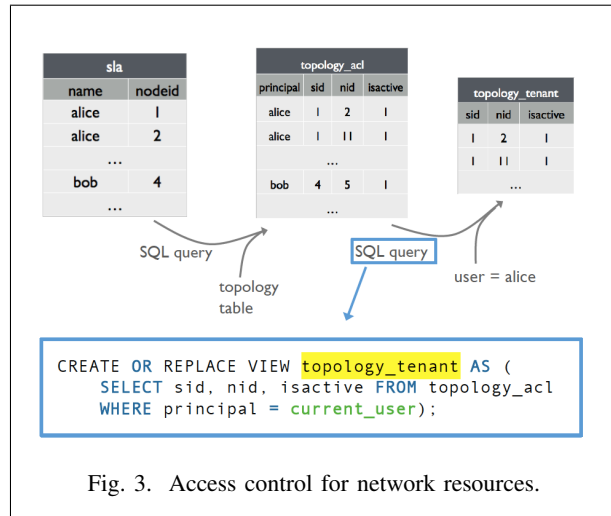 sla
name nodeid
alice 1
alice 2
...
bob 4
...
topology_acl
principal sid nid isactive
alice 1 2 1
alice 1 11 1
...
bob 4 5 1
...
topology_tenant
sid nid isactive
1 2 1
1 11 1
...
SQL query
topology
table
SQL query
user = alice
CREATE OR REPLACE VIEW topology_tenant AS (
SELECT sid, nid, isactive FROM topology_acl
WHERE principal = current_user);
Fig. 3. Access control for network resources.